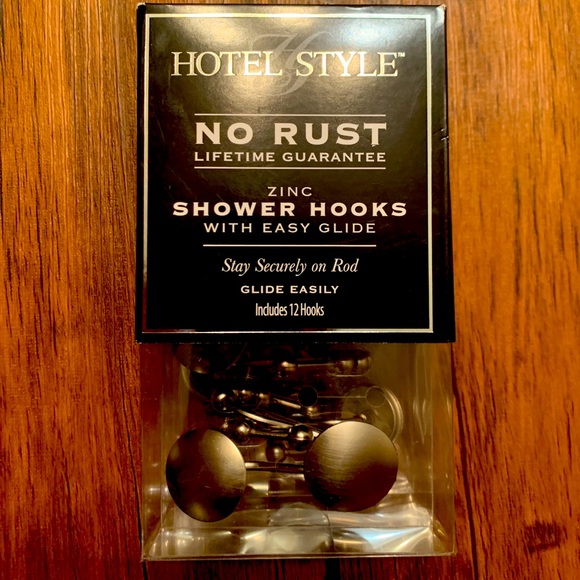 HOTEL STYLE™
NO RUST
LIFETIME GUARANTEE
ZINC
SHOWER HOOKS
WITH EASY GLIDE
Stay Securely on Rod
GLIDE EASILY
Includes 12 Hooks